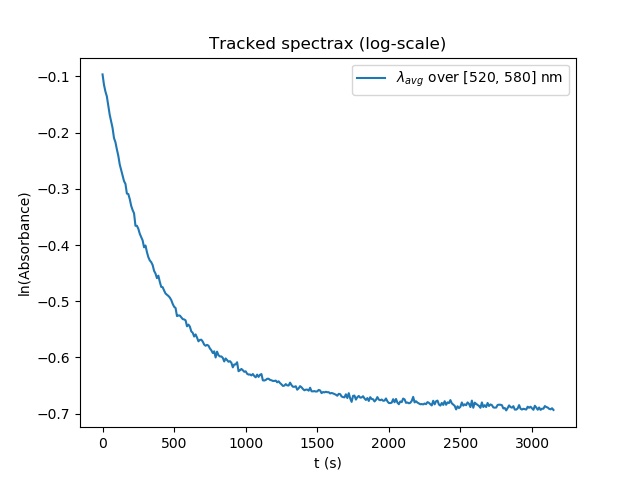 Tracked spectrax (log-scale)
λavg over [520, 580] nm
−0.1
−0.2
−0.3
−0.4
−0.5
−0.6
−0.7
ln(Absorbance)
0 500 1000 1500 2000 2500 3000
t (s)